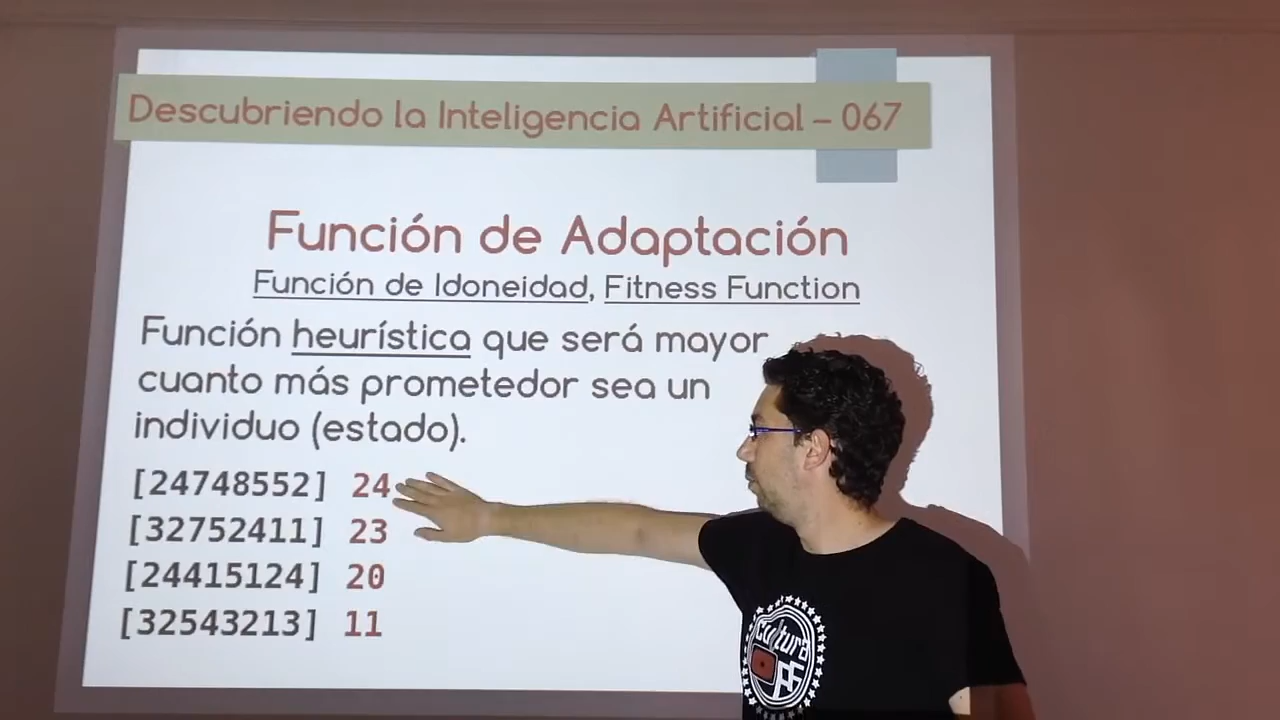 Descubriendo la Inteligencia Artificial – 067
Función de Adaptación
Función de Idoneidad, Fitness Function
Función heurística que será mayor
cuanto más prometedor sea un
individuo (estado).
[24748552] 24
[32752411] 23
[24415124] 20
[32543213] 11
cultura